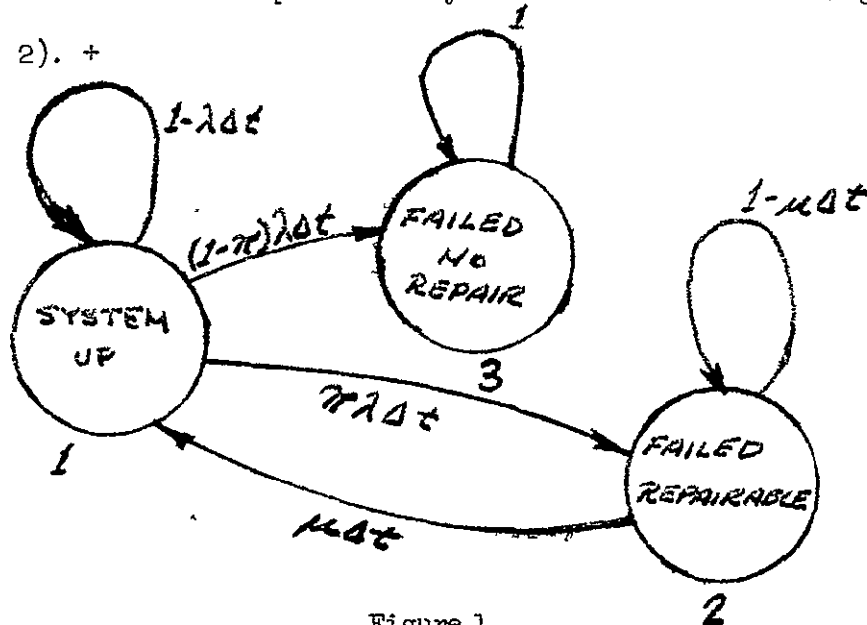 2). +
1
1-λΔt
(1-π)λΔt
FAILED
NO
REPAIR
3
1-μΔt
SYSTEM
UP
1
πλΔt
μΔt
FAILED
REPAIRABLE
2
Figure 1